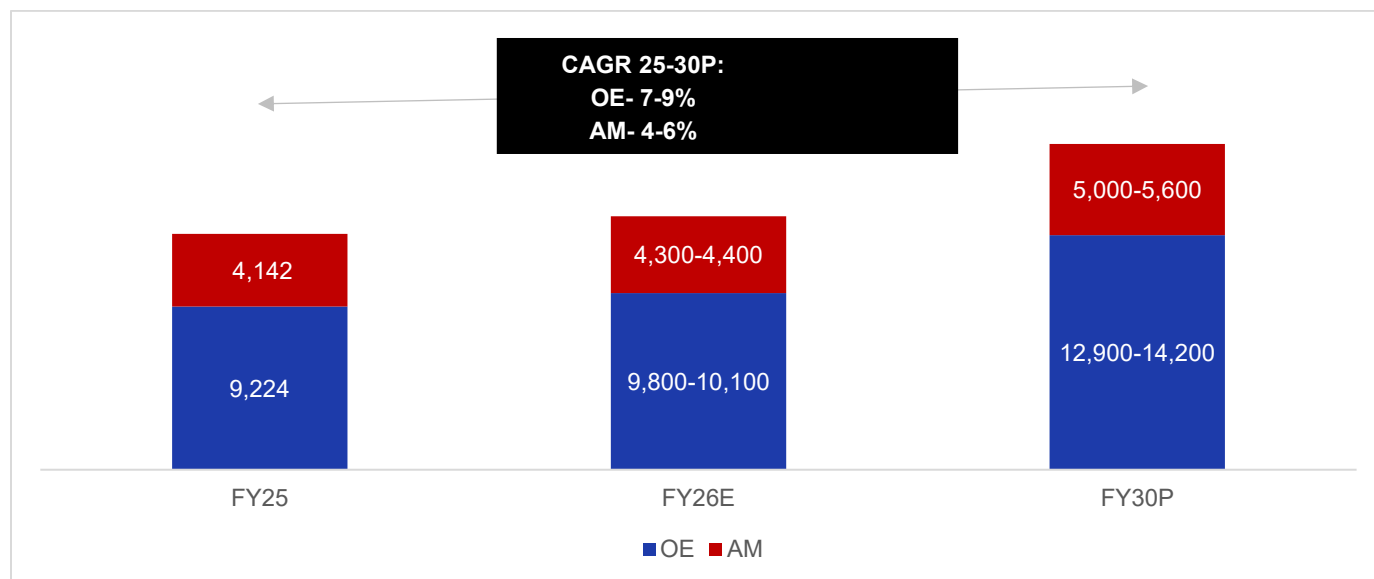 CAGR 25-30P:
OE- 7-9%
AM- 4-6%
5,000-5,600
4,142
4,300-4,400
12,900-14,200
9,224
9,800-10,100
FY25
FY26E
FY30P
OE
AM